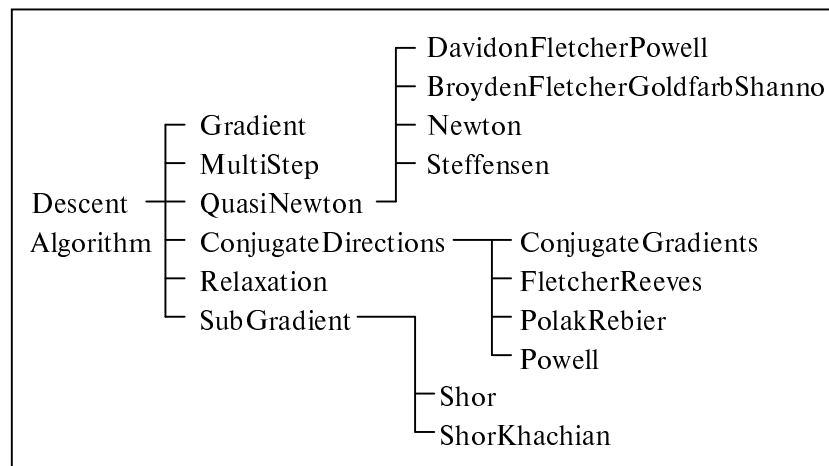 DavidonFletcherPowell
BroydenFletcherGoldfarbShanno
Gradient
Newton
MultiStep
Steffensen
Descent
QuasiNewton
Algorithm
ConjugateDirections
ConjugateGradients
Relaxation
FletcherReeves
SubGradient
PolakRebier
Powell
Shor
ShorKhachian